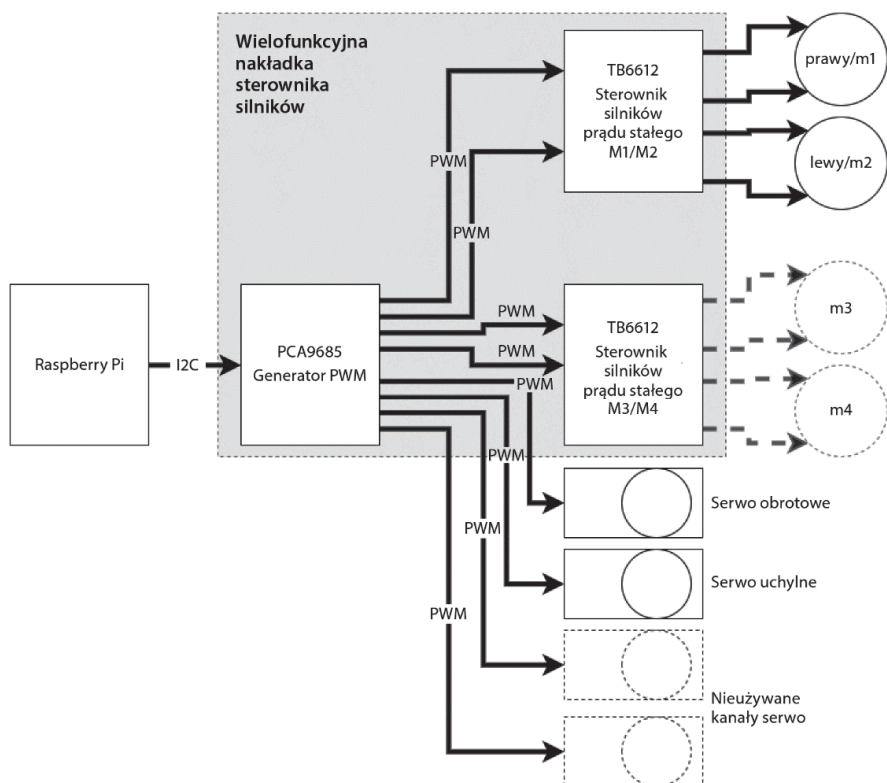 Wielofunkcyjna
nakładka
sterownika
silników
TB6612
Sterownik
silników
prądu stałego
M1/M2
prawy/m1
lewy/m2
PWM
PWM
Raspberry Pi
I2C
PCA9685
Generator PWM
PWM
PWM
PWM
TB6612
Sterownik
silników
prądu stałego
M3/M4
m3
m4
PWM
Serwo obrotowe
PWM
Serwo uchylne
PWM
Nieużywane
kanały serwo